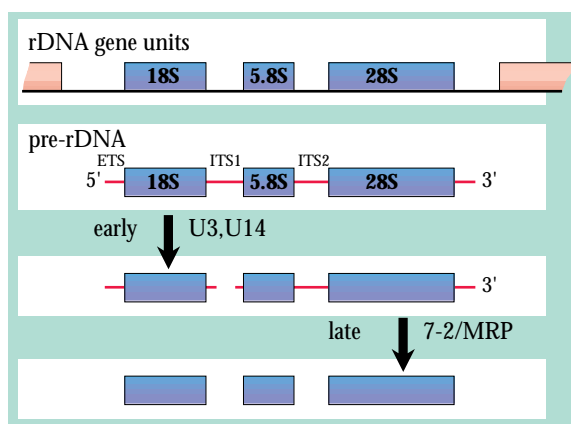 rDNA gene units
18S 5.8S 28S
pre-rDNA
ETS ITS1 ITS2
5' 18S 5.8S 28S 3'
early U3,U14
3'
late 7-2/MRP